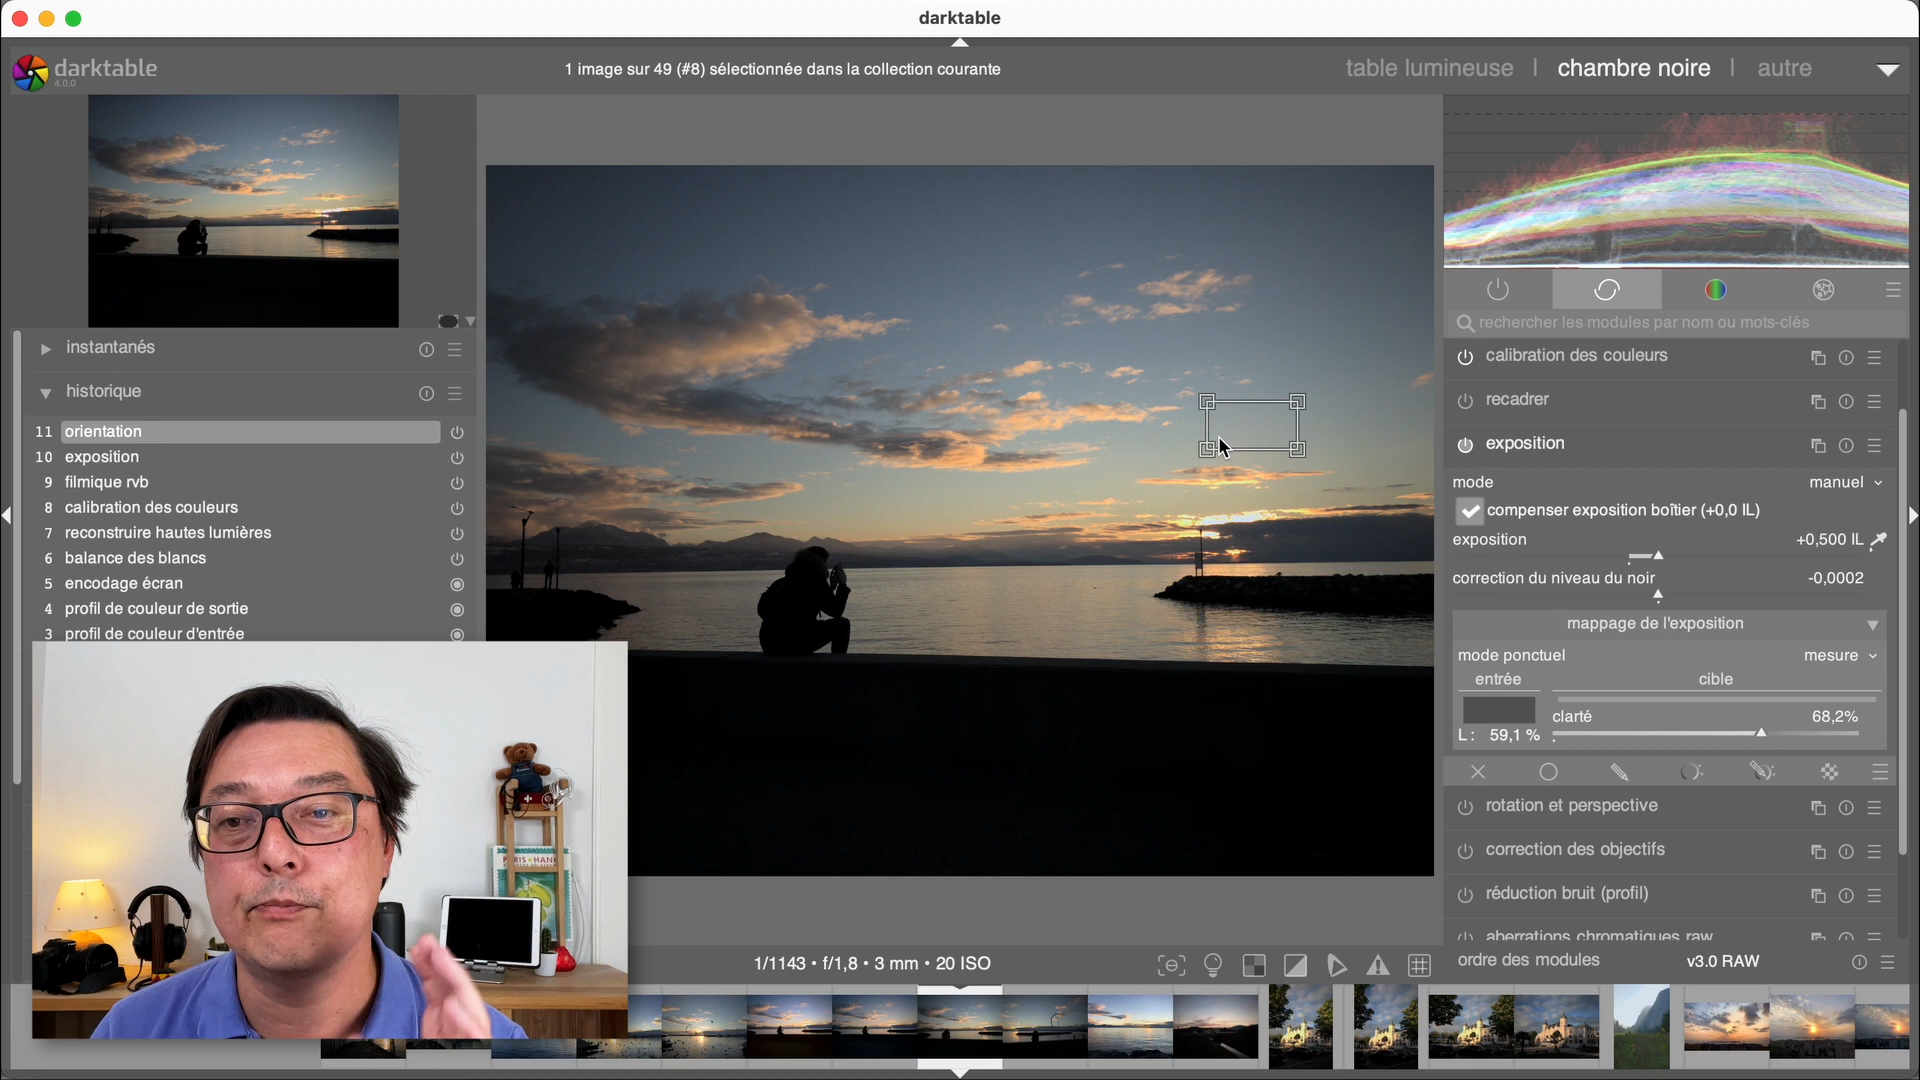 darktable
darktable
4.0.0
1 image sur 49 (#8) sélectionnée dans la collection courante
table lumineuse | chambre noire | autre
rechercher les modules par nom ou mots-clés
instantanés
historique
11 orientation
10 exposition
9 filmique rvb
8 calibration des couleurs
7 reconstruire hautes lumières
6 balance des blancs
5 encodage écran
4 profil de couleur de sortie
3 profil de couleur d'entrée
PARIS-HAN
calibration des couleurs
recadrer
exposition
mode manuel
compenser exposition boîtier (+0,0 IL)
exposition +0,500 IL
correction du niveau du noir -0,0002
mappage de l'exposition
mode ponctuel mesure
entrée cible
clarté 68,2%
L : 59,1 %
rotation et perspective
correction des objectifs
réduction bruit (profil)
aberrations chromatiques raw
1/1143 • f/1,8 • 3 mm • 20 ISO
ordre des modules v3.0 RAW